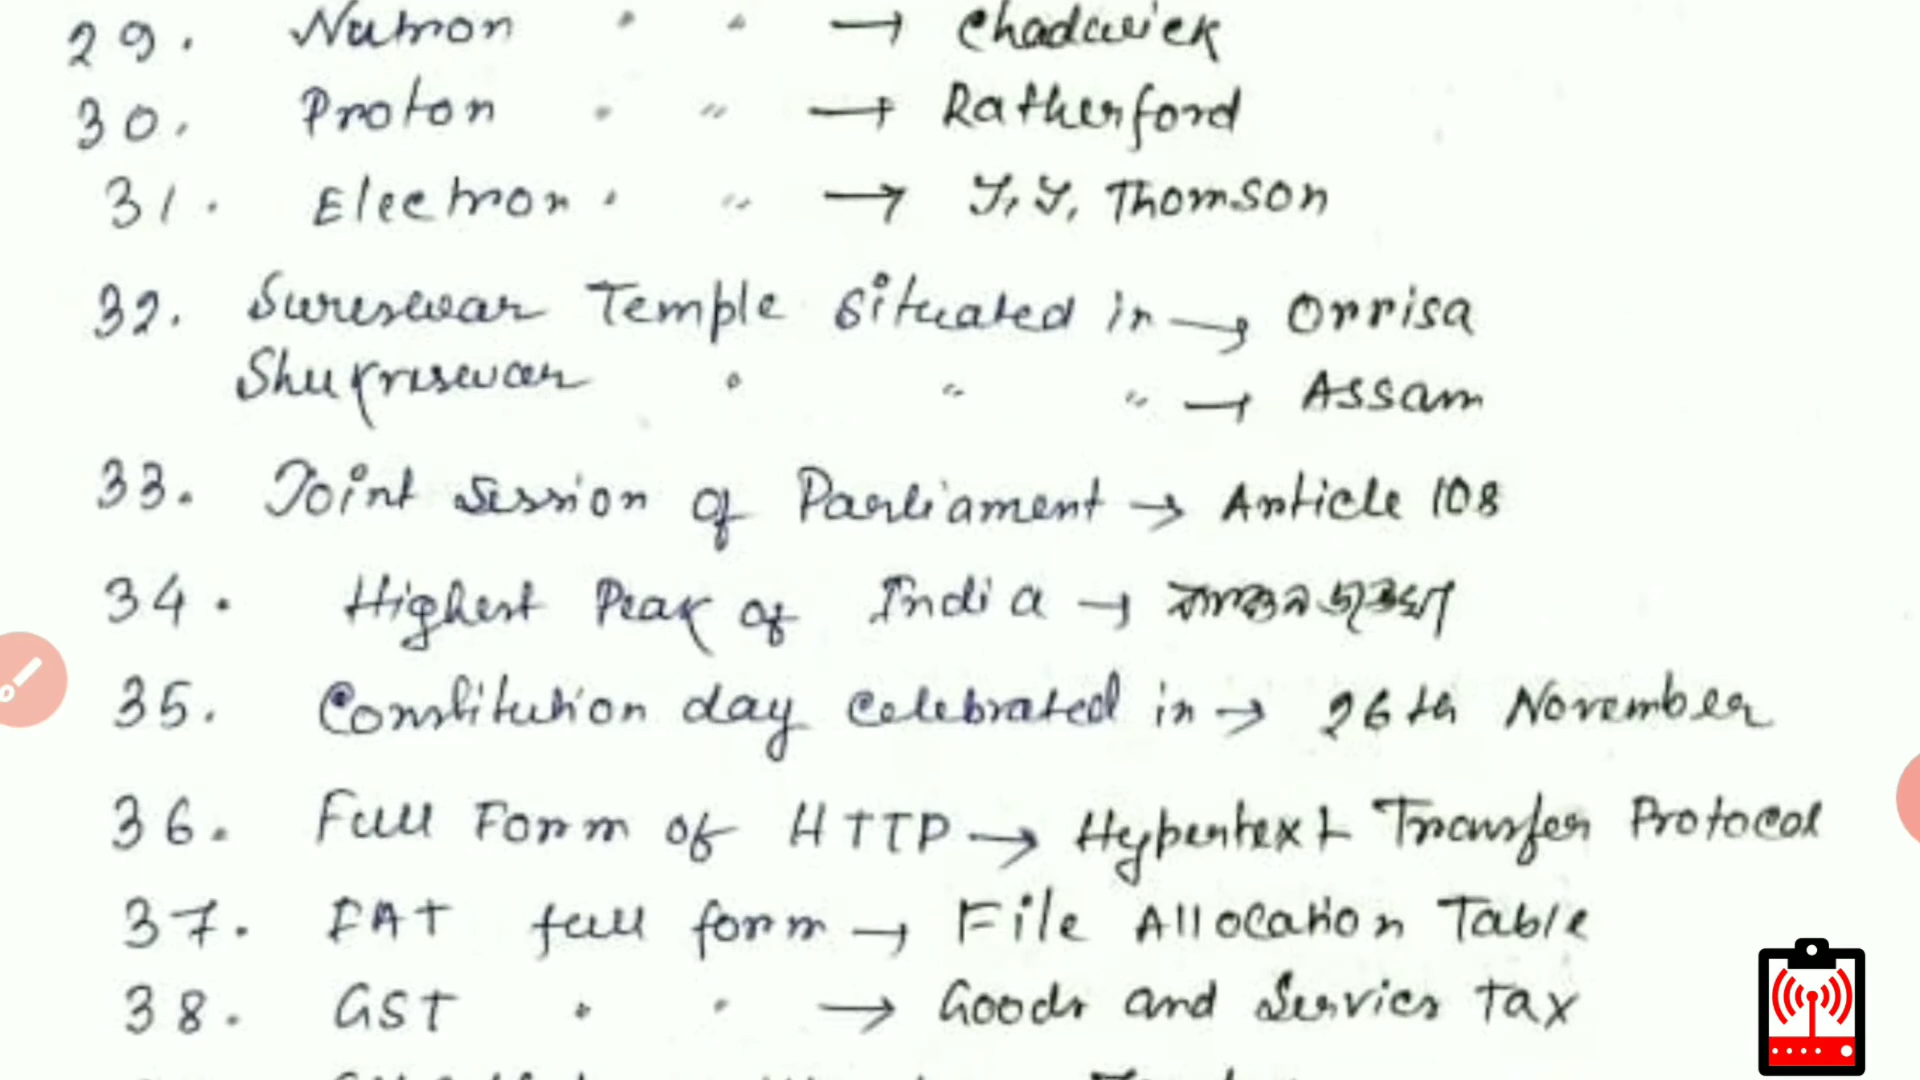 29. Nutron " " → Chadwick
30. Proton " " → Ratherford
31. Electron " " → J.J. Thomson
32. Sureswar Temple Situated in → Orrisa
Shukriswar " " " → Assam
33. Joint Session of Parliament → Article 108
34. Highest Peak of India →
35. Constitution day Celebrated in → 26th November
36. Full Form of HTTP → Hypertext Transfer Protocol
37. FAT full form → File Allocation Table
38. GST " " → Goods and Servics Tax